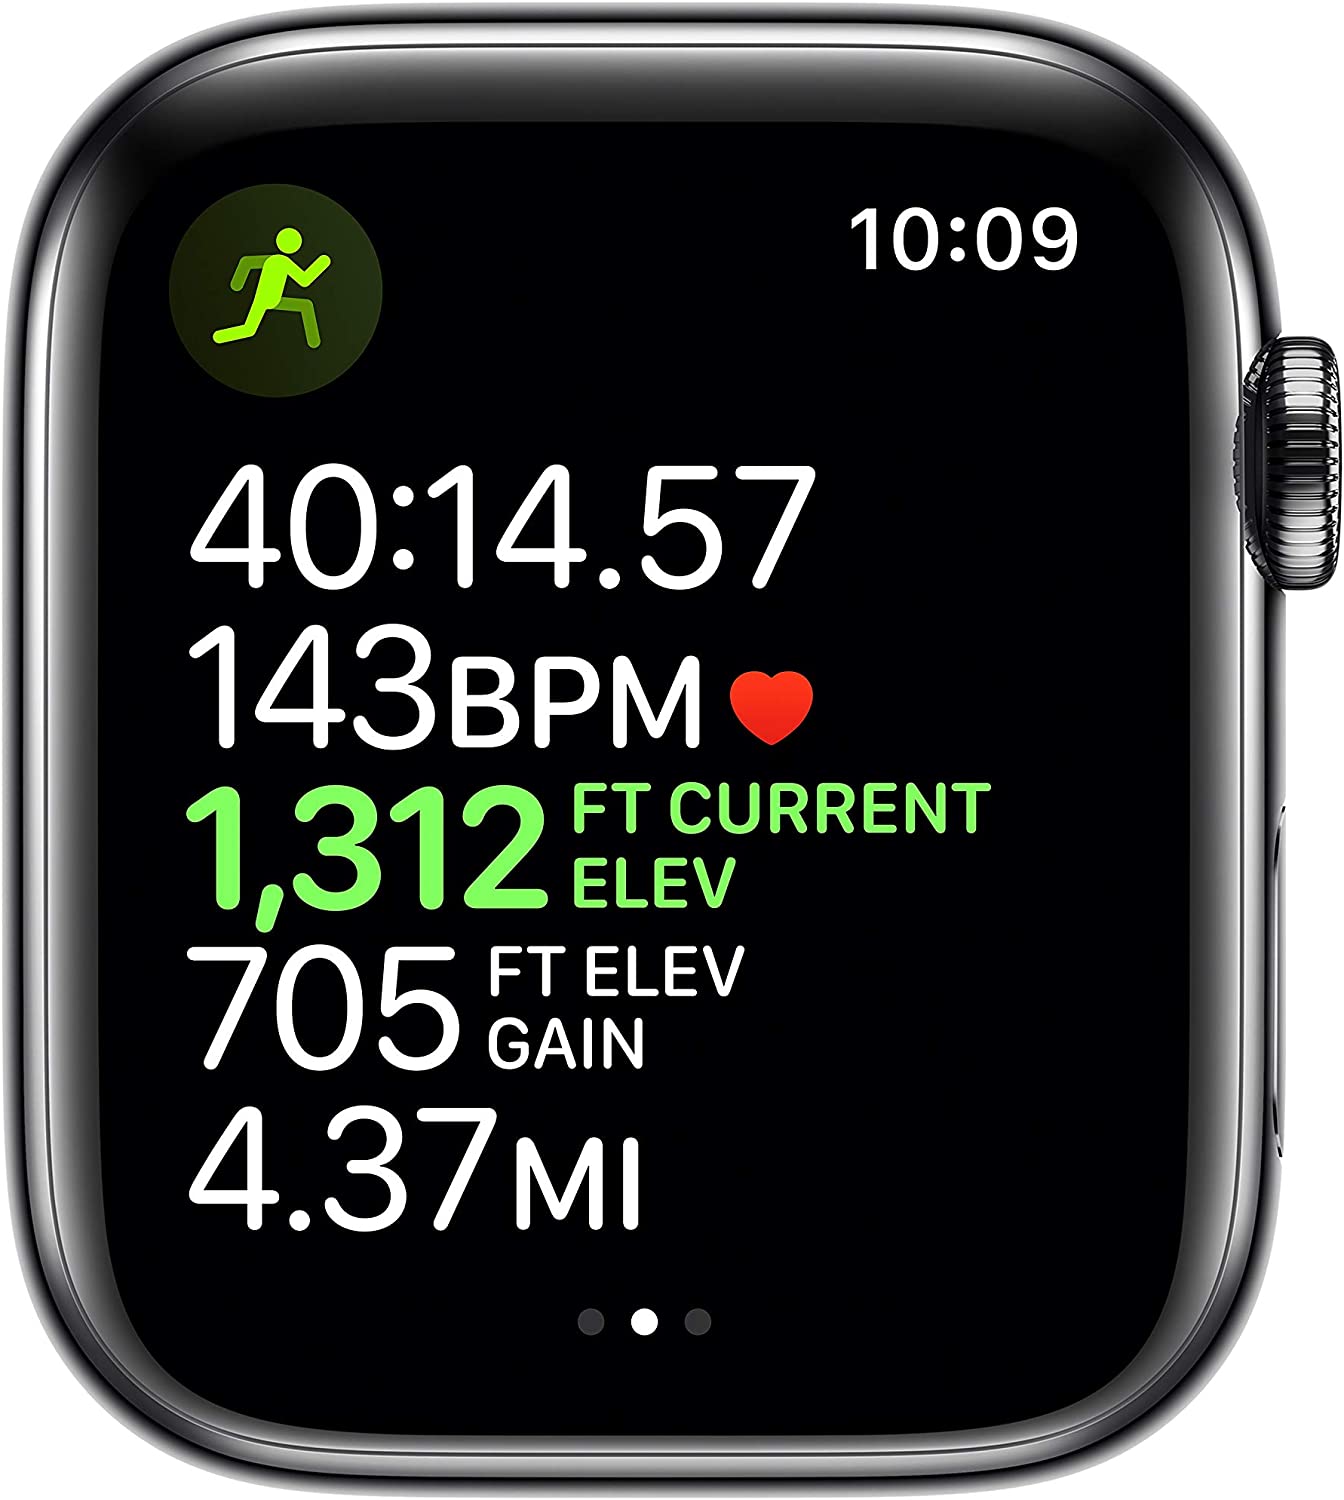 10:09
40:14.57
143BPM
1,312 FT CURRENT
ELEV
705 FT ELEV
GAIN
4.37MI